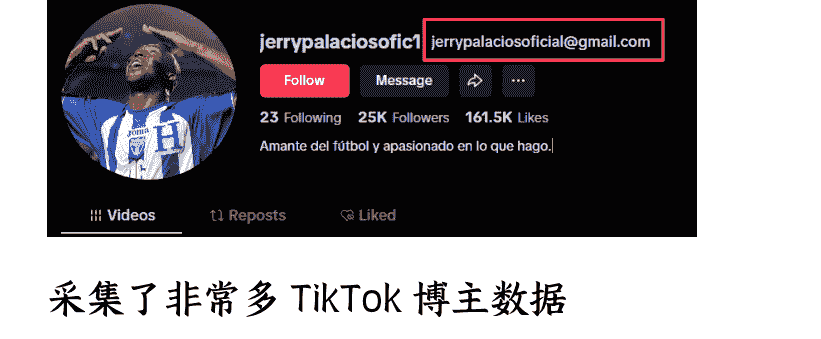 jerrypalaciosofic1 jerrypalaciosoficial@gmail.com
Follow Message ...
23 Following 25K Followers 161.5K Likes
Amante del fútbol y apasionado en lo que hago.
Videos Reposts Liked
JOMA H
采集了非常多 TikTok 博主数据